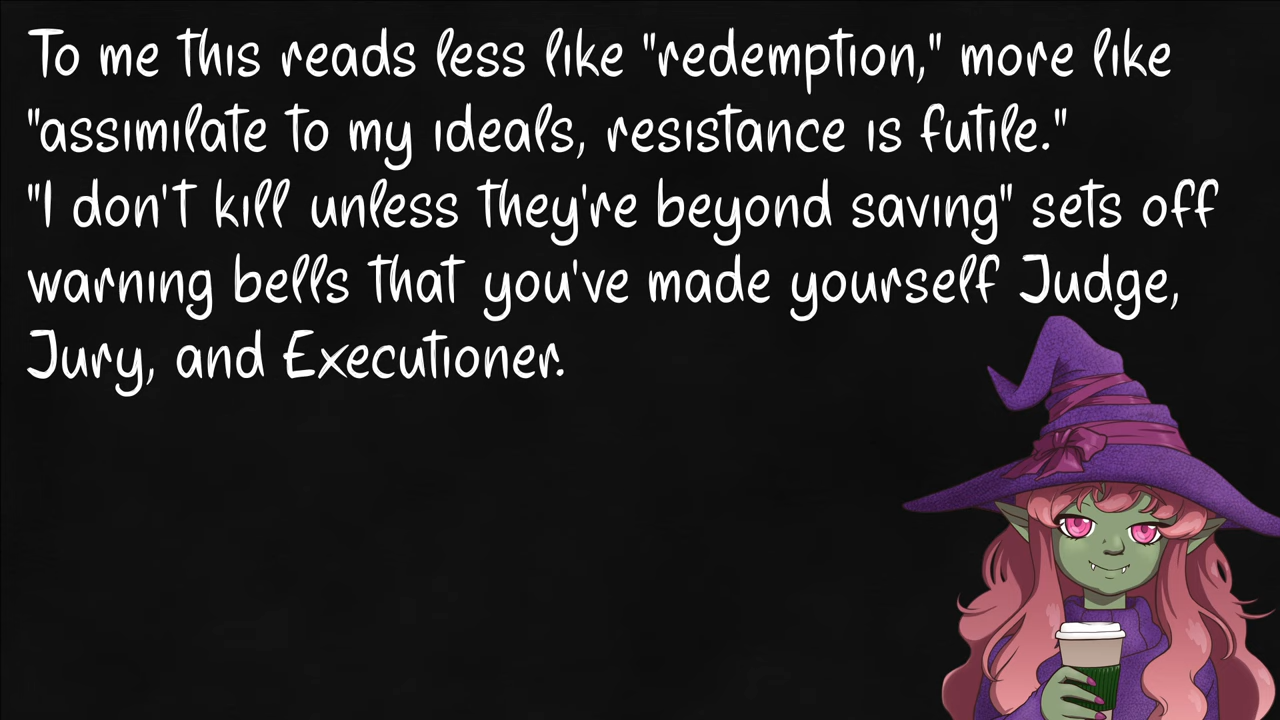 To me this reads less like "redemption," more like
"assimilate to my ideals, resistance is futile."
"I don't kill unless they're beyond saving" sets off
warning bells that you've made yourself Judge,
Jury, and Executioner.